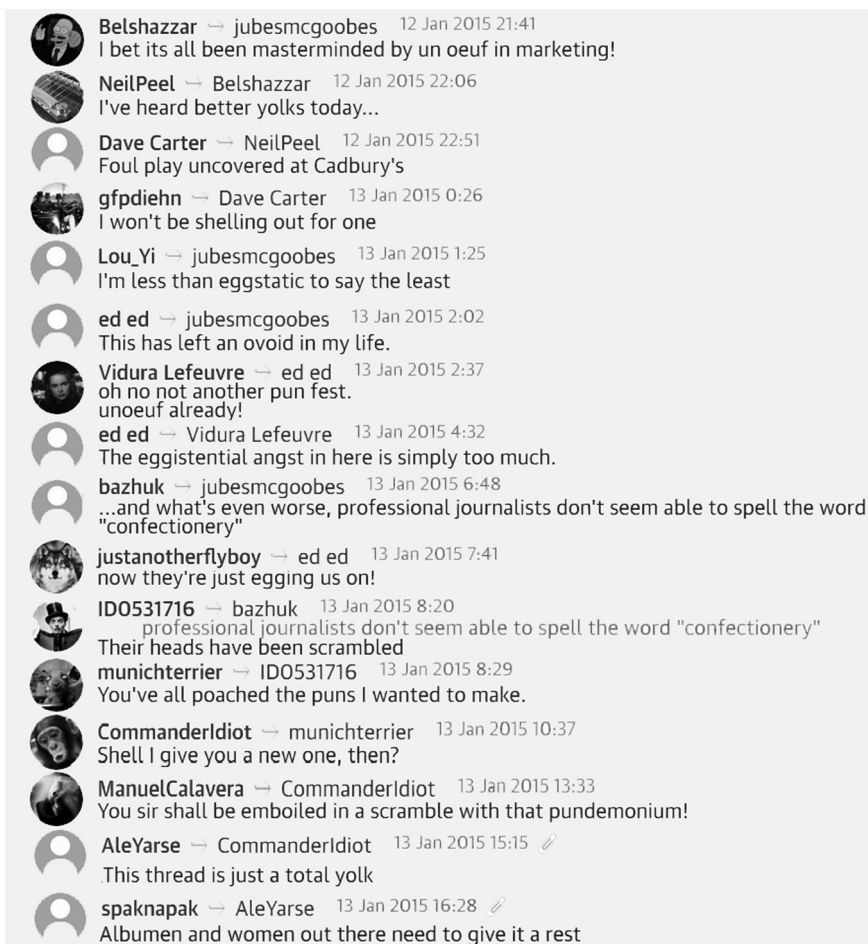 Belshazzar → jubesmcgoobes 12 Jan 2015 21:41
I bet its all been masterminded by un oeuf in marketing!
NeilPeel → Belshazzar 12 Jan 2015 22:06
I've heard better yolks today...
Dave Carter → NeilPeel 12 Jan 2015 22:51
Foul play uncovered at Cadbury's
gfpdiehn → Dave Carter 13 Jan 2015 0:26
I won't be shelling out for one
Lou_Yi → jubesmcgoobes 13 Jan 2015 1:25
I'm less than eggstatic to say the least
ed ed → jubesmcgoobes 13 Jan 2015 2:02
This has left an ovoid in my life.
Vidura Lefeuvre → ed ed 13 Jan 2015 2:37
oh no not another pun fest.
unoeuf already!
ed ed → Vidura Lefeuvre 13 Jan 2015 4:32
The eggistential angst in here is simply too much.
bazhuk → jubesmcgoobes 13 Jan 2015 6:48
...and what's even worse, professional journalists don't seem able to spell the word
"confectionery"
justanotherflyboy → ed ed 13 Jan 2015 7:41
now they're just egging us on!
ID0531716 → bazhuk 13 Jan 2015 8:20
professional journalists don't seem able to spell the word "confectionery"
Their heads have been scrambled
munichterrier → ID0531716 13 Jan 2015 8:29
You've all poached the puns I wanted to make.
CommanderIdiot → munichterrier 13 Jan 2015 10:37
Shell I give you a new one, then?
ManuelCalavera → CommanderIdiot 13 Jan 2015 13:33
You sir shall be emboiled in a scramble with that pundemonium!
AleYarse → CommanderIdiot 13 Jan 2015 15:15
.This thread is just a total yolk
spaknapak → AleYarse 13 Jan 2015 16:28
Albumen and women out there need to give it a rest